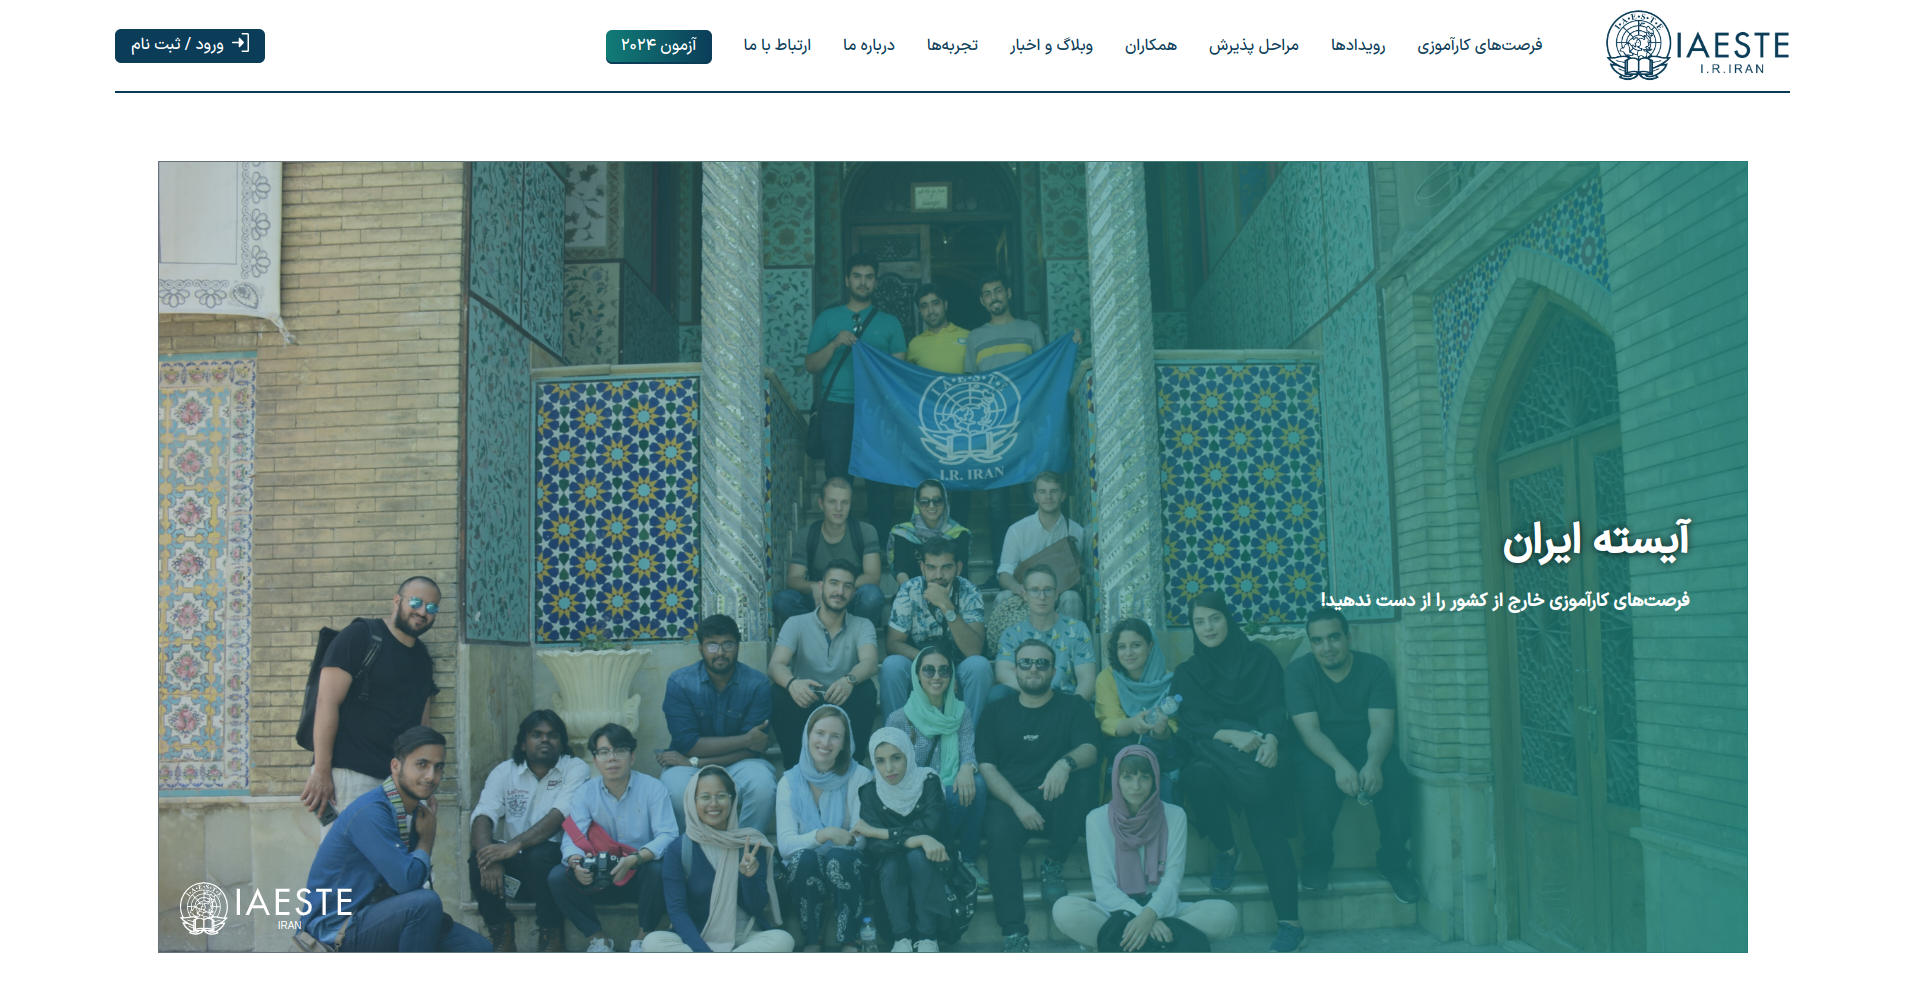 IAESTE
I.R.IRAN
فرصت‌های کارآموزی
رویدادها
مراحل پذیرش
همکاران
وبلاگ و اخبار
تجربه‌ها
درباره ما
ارتباط با ما
آزمون ۲۰۲۴
ورود / ثبت نام
I.A.E.S.T.E
I.R. IRAN
آیسته ایران
فرصت‌های کارآموزی خارج از کشور را از دست ندهید!
IAESTE
IRAN